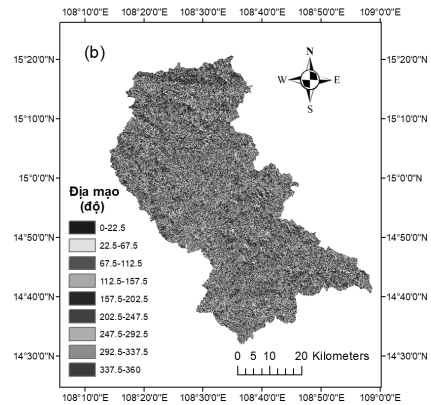 108°10'0"E 108°20'0"E 108°30'0"E 108°40'0"E 108°50'0"E 109°0'0"E
(b)
N
W E
S
15°20'0"N 15°20'0"N
15°10'0"N 15°10'0"N
15°0'0"N 15°0'0"N
14°50'0"N 14°50'0"N
14°40'0"N 14°40'0"N
14°30'0"N 14°30'0"N
Địa mạo
(độ)
0-22.5
22.5-67.5
67.5-112.5
112.5-157.5
157.5-202.5
202.5-247.5
247.5-292.5
292.5-337.5
337.5-360
0 5 10 20 Kilometers
108°10'0"E 108°20'0"E 108°30'0"E 108°40'0"E 108°50'0"E 109°0'0"E